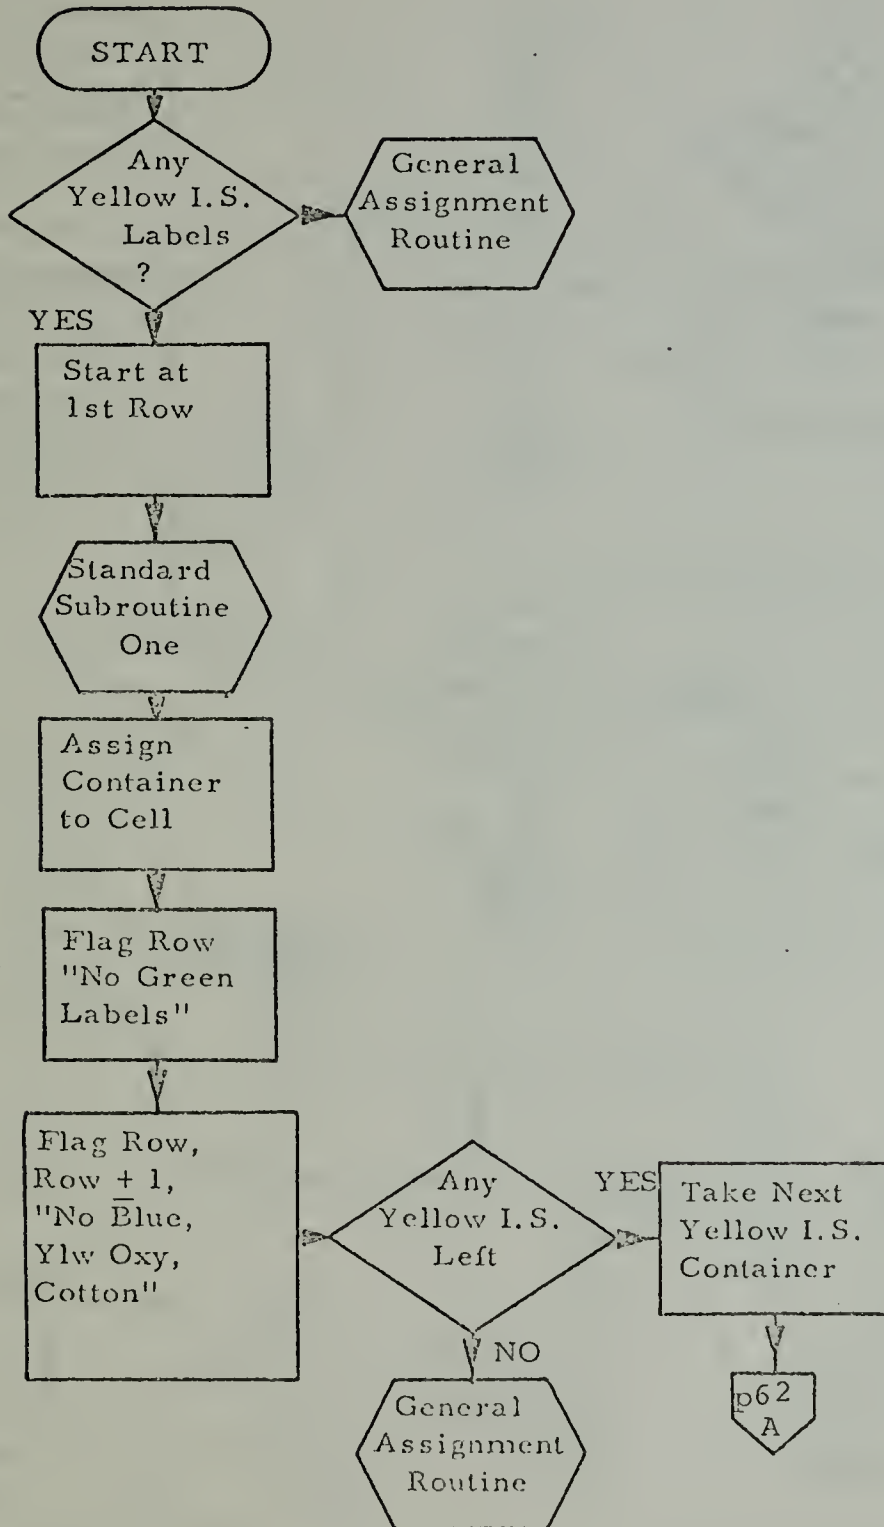 START
Any
Yellow I.S.
Labels
?
General
Assignment
Routine
YES
Start at
1st Row
Standard
Subroutine
One
Assign
Container
to Cell
Flag Row
"No Green
Labels"
Flag Row,
Row ± 1,
"No Blue,
Ylw Oxy,
Cotton"
Any
Yellow I.S.
Left
YES
Take Next
Yellow I.S.
Container
NO
General
Assignment
Routine
p62
A